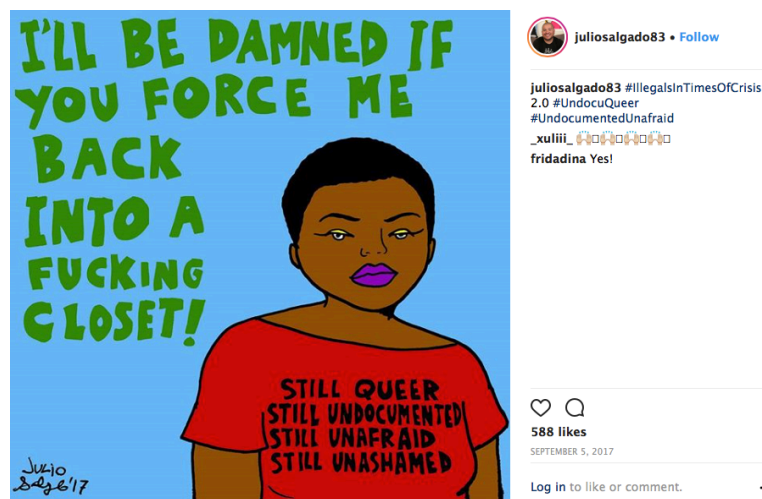 I'LL BE DAMNED IF
YOU FORCE ME
BACK
INTO A
FUCKING
CLOSET!
STILL QUEER
STILL UNDOCUMENTED
STILL UNAFRAID
STILL UNASHAMED
JULIO
'17
juliosalgado83 • Follow
juliosalgado83 #IllegalsInTimesOfCrisis
2.0 #UndocuQueer
#UndocumentedUnafraid
_xuliii_
fridadina Yes!
588 likes
SEPTEMBER 5, 2017
Log in to like or comment.